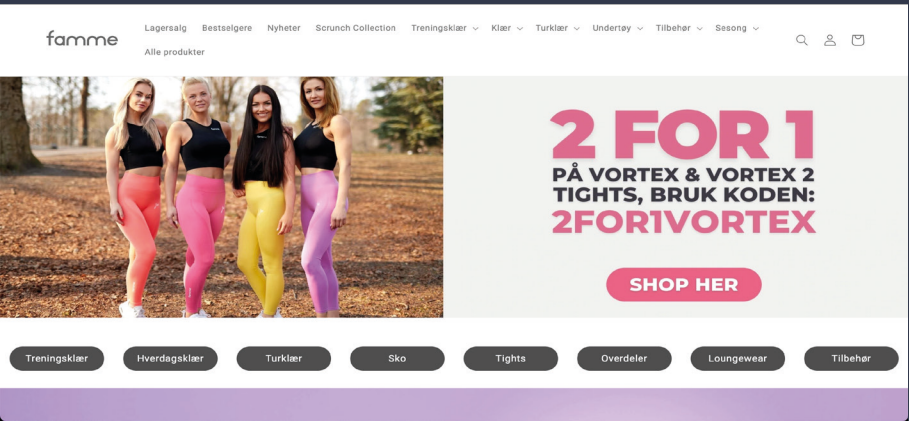 famme
Lagersalg Bestselgere Nyheter Scrunch Collection Treningsklær Klær Turklær Undertøy Tilbehør Sesong
Alle produkter
2 FOR 1
PÅ VORTEX & VORTEX 2
TIGHTS, BRUK KODEN:
2FOR1VORTEX
SHOP HER
Treningsklær Hverdagsklær Turklær Sko Tights Overdeler Loungewear Tilbehør